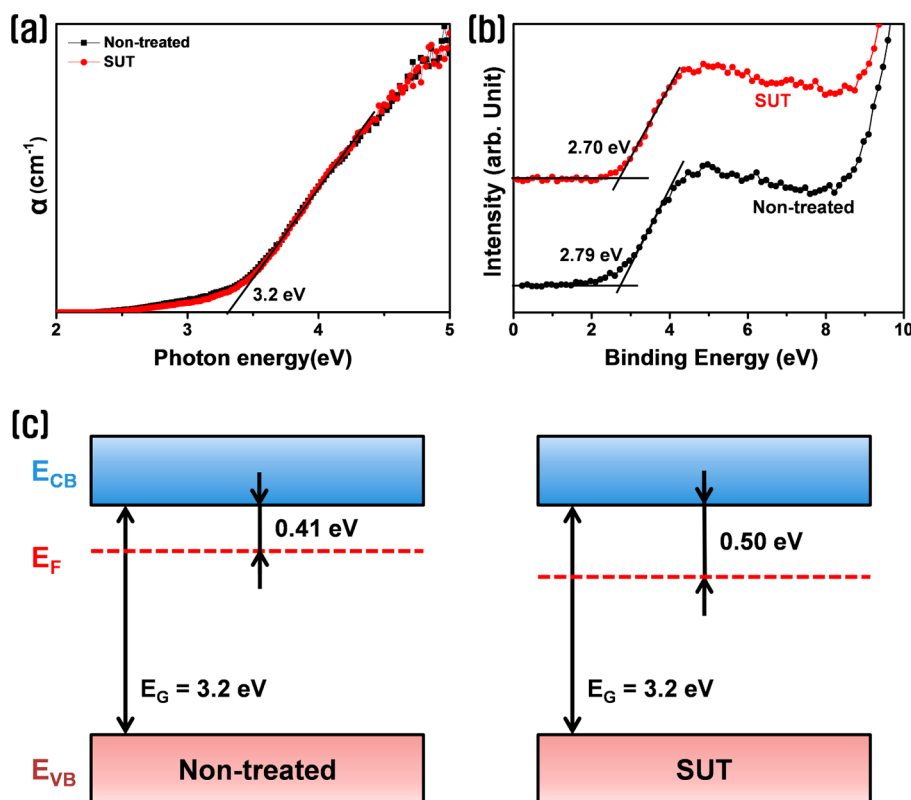 (a)
Non-treated
SUT
α (cm⁻¹)
3.2 eV
2 3 4 5
Photon energy(eV)
(b)
SUT
2.70 eV
Non-treated
2.79 eV
Intensity (arb. Unit)
0 2 4 6 8 10
Binding Energy (eV)
(c)
E_CB
0.41 eV
0.50 eV
E_F
E_G = 3.2 eV
E_G = 3.2 eV
E_VB
Non-treated
SUT